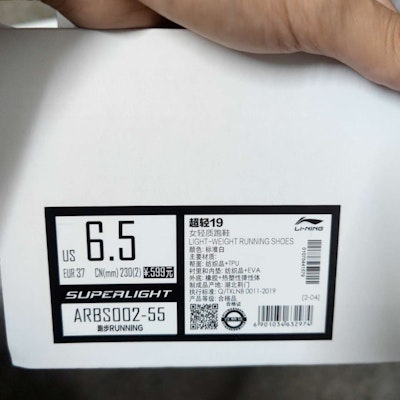 US 6.5
EUR 37 CN(mm) 230(2) ¥:599元
SUPERLIGHT
ARBS002-55
跑步RUNNING
超轻19
女轻质跑鞋
LIGHT-WEIGHT RUNNING SHOES
颜色: 标准白
主要材质:
帮面: 纺织品+TPU
衬里和内垫: 纺织品+EVA
外底: 橡胶+热塑性弹性体
制成品产地: 湖北荆门
执行标准: Q/TXLNB 0011-2019
产品等级: 合格品
LI-NING
[2-04]
6901034632974